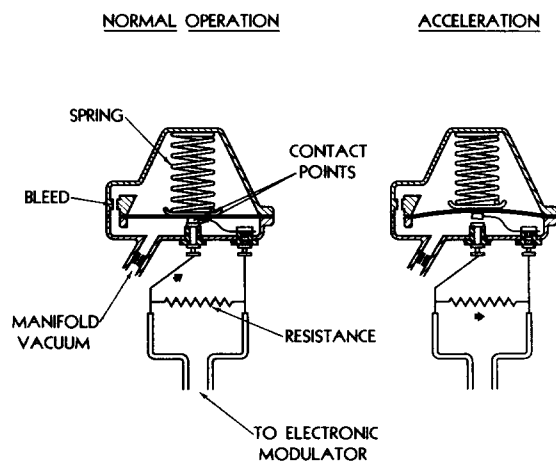 NORMAL OPERATION
ACCELERATION
SPRING
CONTACT
POINTS
BLEED
MANIFOLD
VACUUM
RESISTANCE
TO ELECTRONIC
MODULATOR